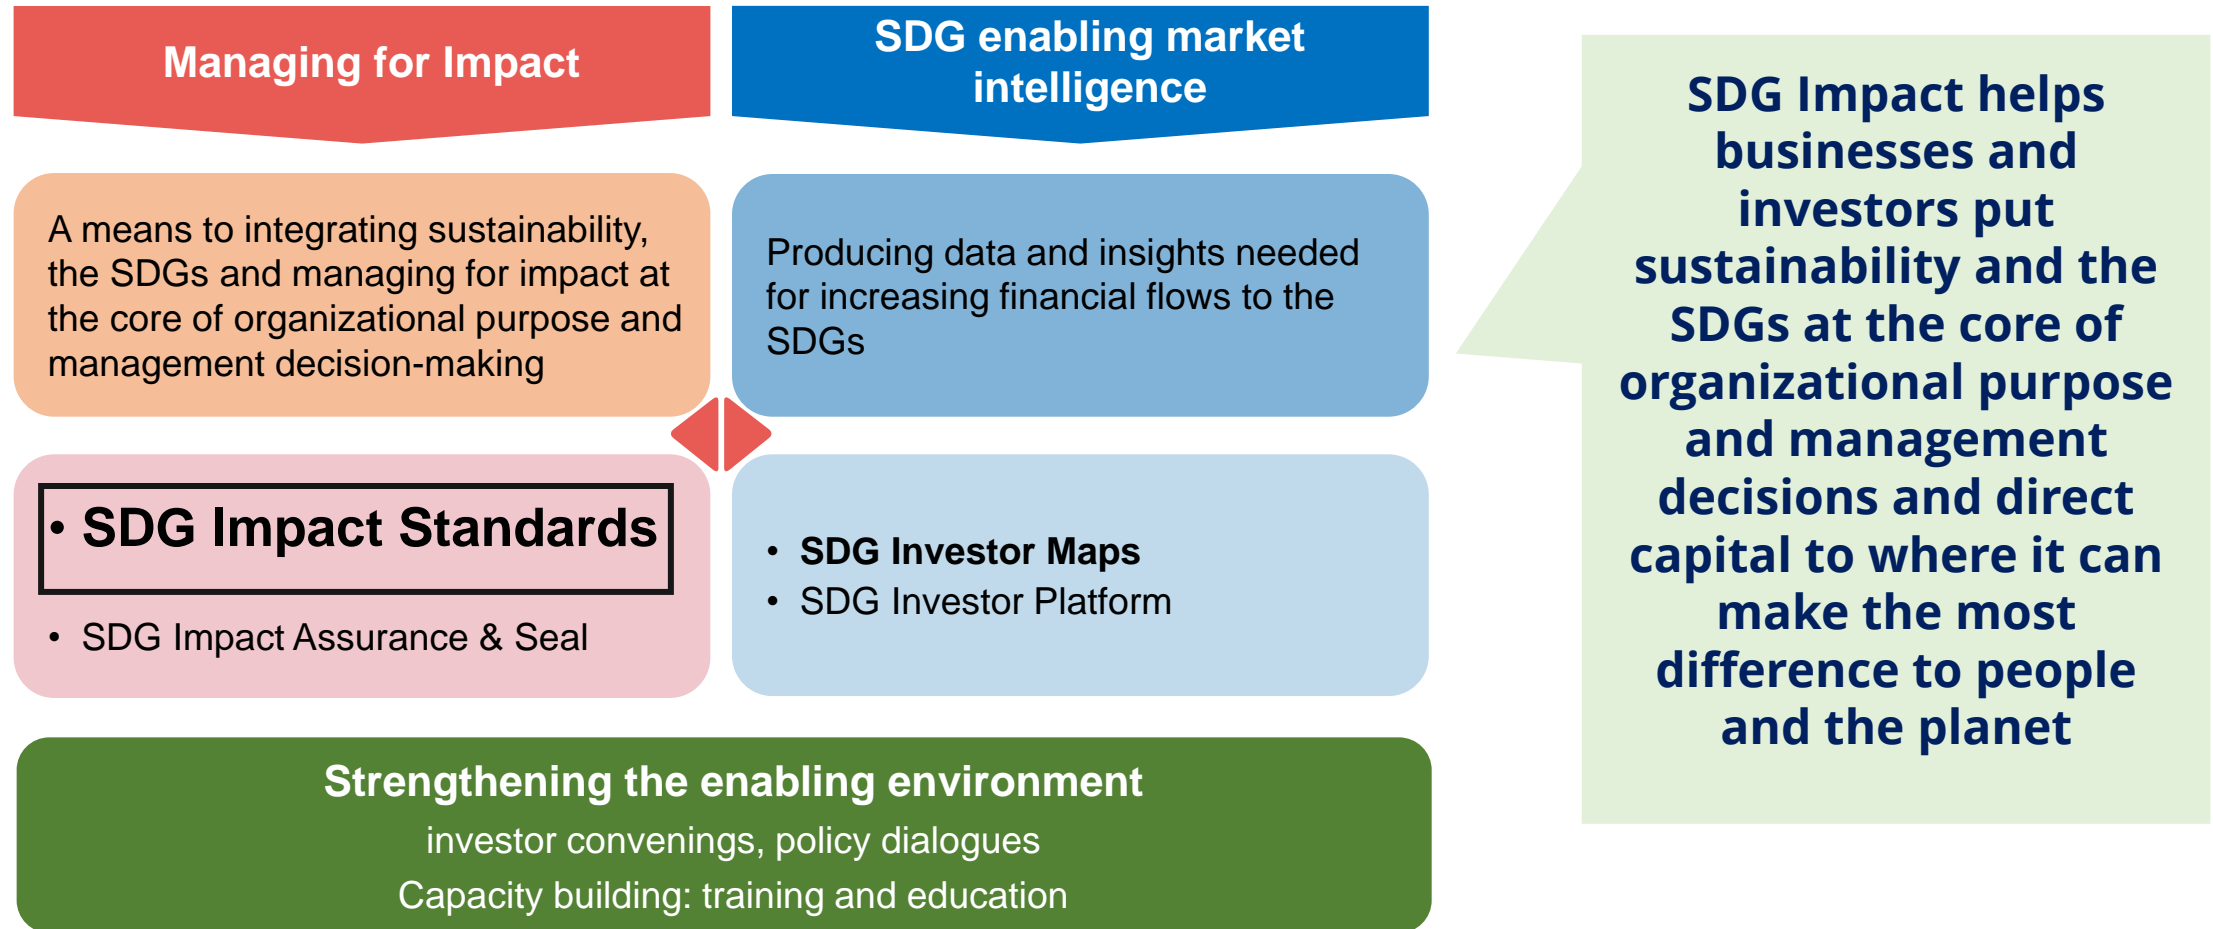 Managing for Impact
SDG enabling market
intelligence
A means to integrating sustainability,
the SDGs and managing for impact at
the core of organizational purpose and
management decision-making
Producing data and insights needed
for increasing financial flows to the
SDGs
• SDG Impact Standards
• SDG Impact Assurance & Seal
• SDG Investor Maps
• SDG Investor Platform
Strengthening the enabling environment
investor convenings, policy dialogues
Capacity building: training and education
SDG Impact helps
businesses and
investors put
sustainability and the
SDGs at the core of
organizational purpose
and management
decisions and direct
capital to where it can
make the most
difference to people
and the planet